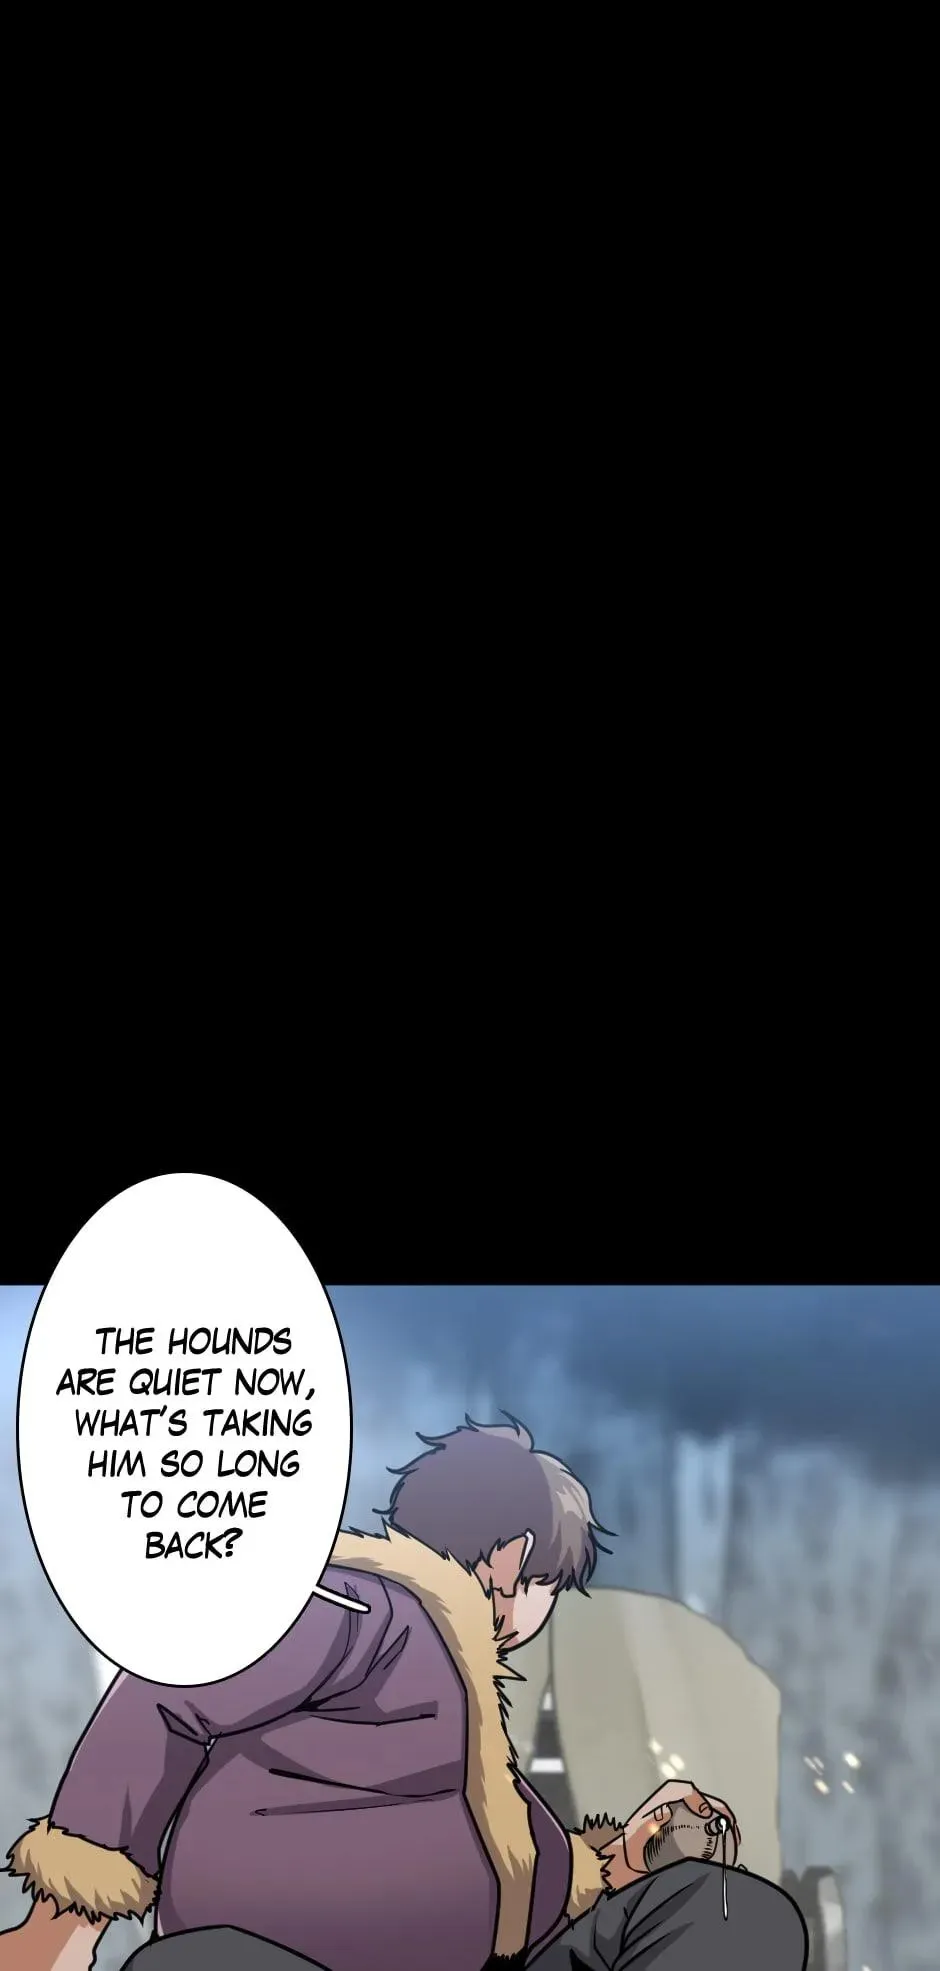 THE HOUNDS
ARE QUIET NOW,
WHAT'S TAKING
HIM SO LONG
TO COME
BACK?